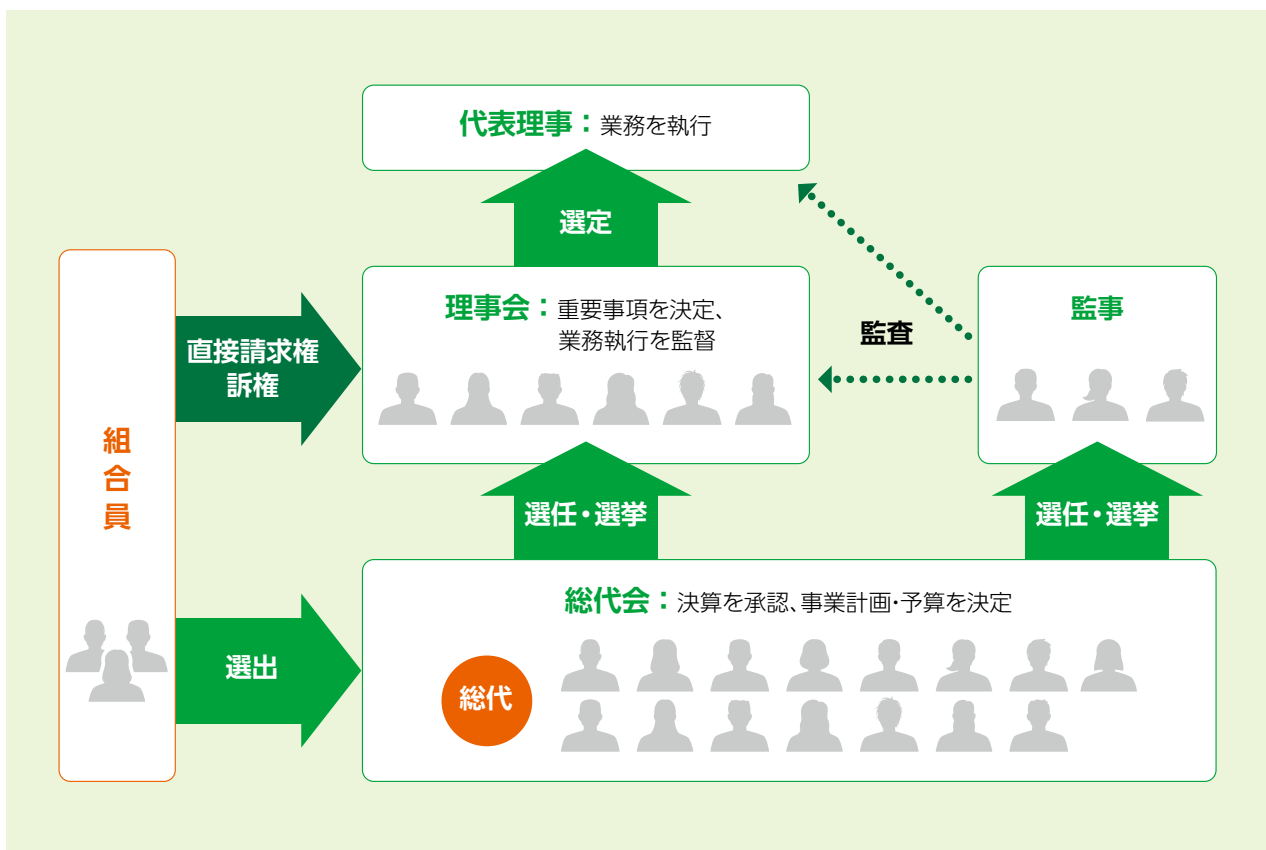 代表理事：業務を執行
選定
理事会：重要事項を決定、
業務執行を監督
監査
監事
直接請求権
訴権
組合員
選任・選挙
選任・選挙
総代会：決算を承認、事業計画・予算を決定
選出
総代